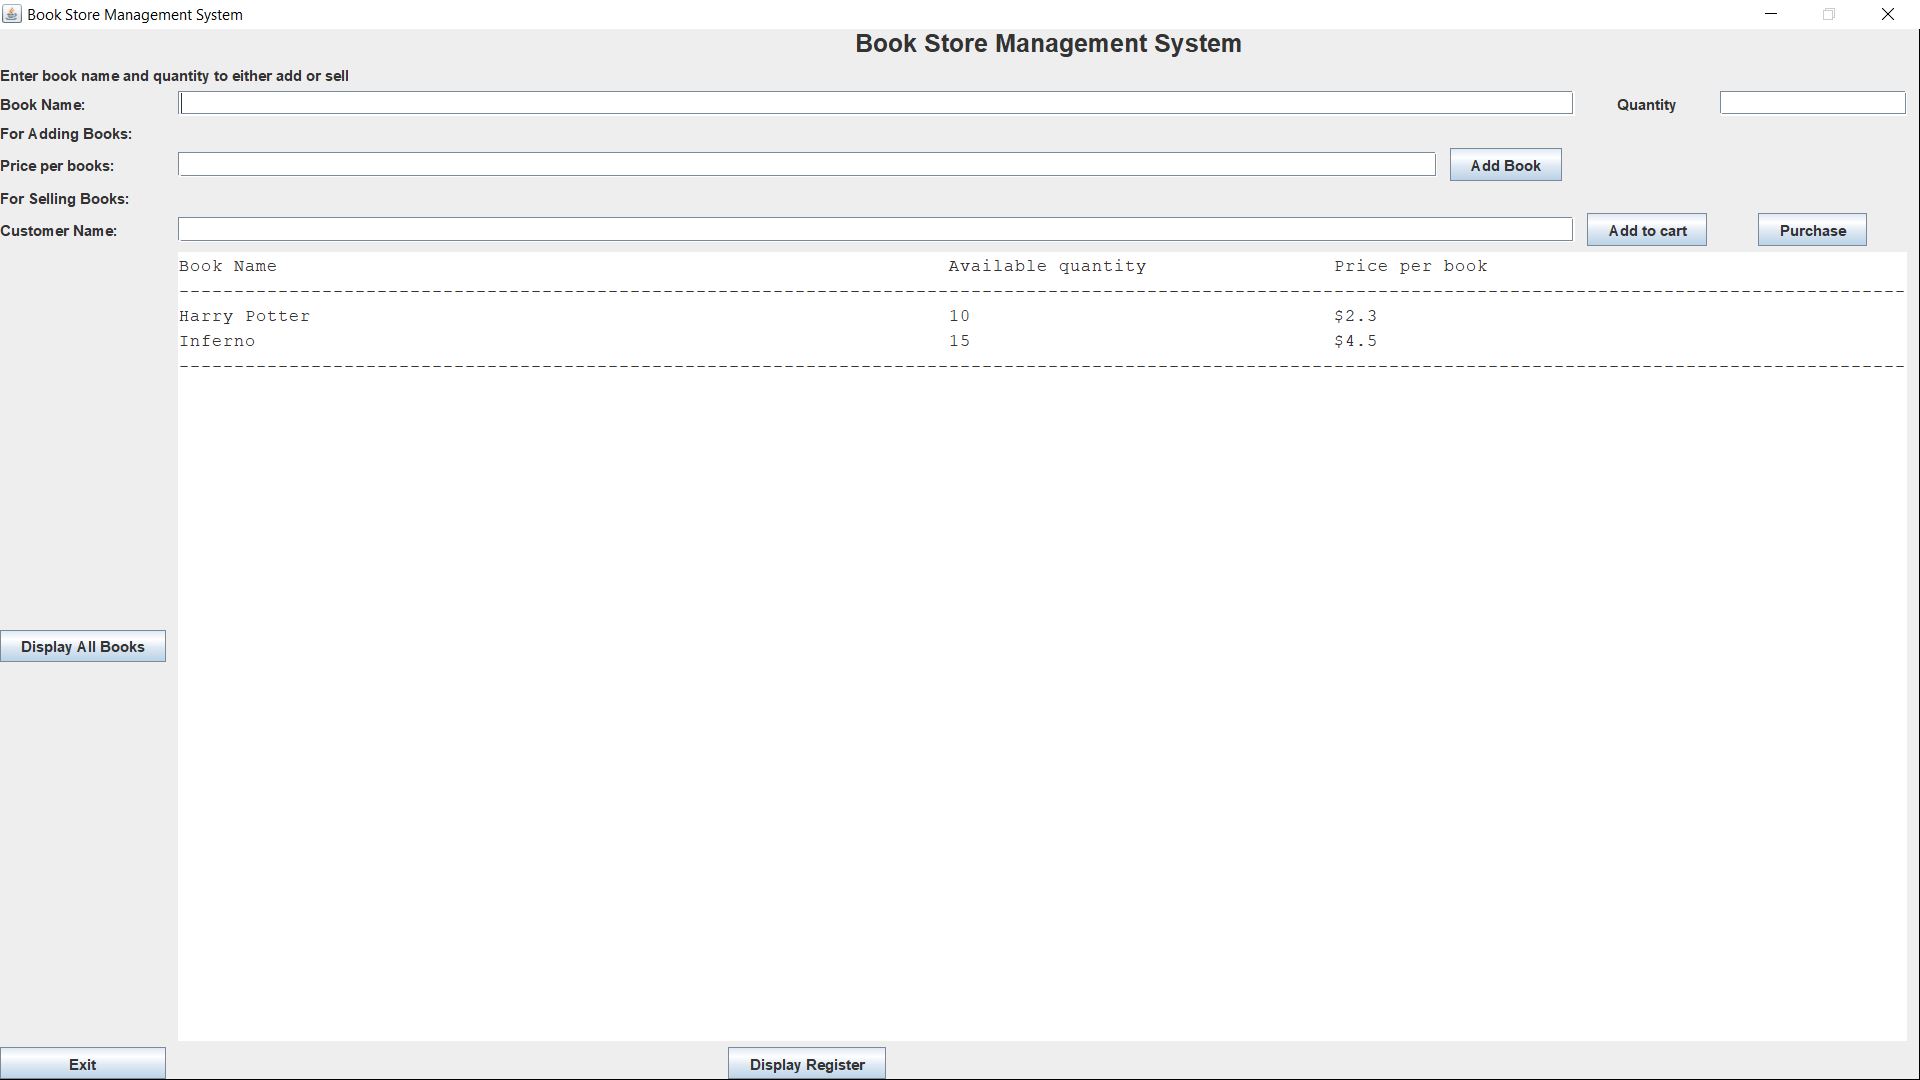 Book Store Management System
Book Store Management System
Enter book name and quantity to either add or sell
Book Name: Quantity
For Adding Books:
Price per books: Add Book
For Selling Books:
Customer Name: Add to cart Purchase
Book Name Available quantity Price per book
Harry Potter 10 $2.3
Inferno 15 $4.5
Display All Books
Exit Display Register